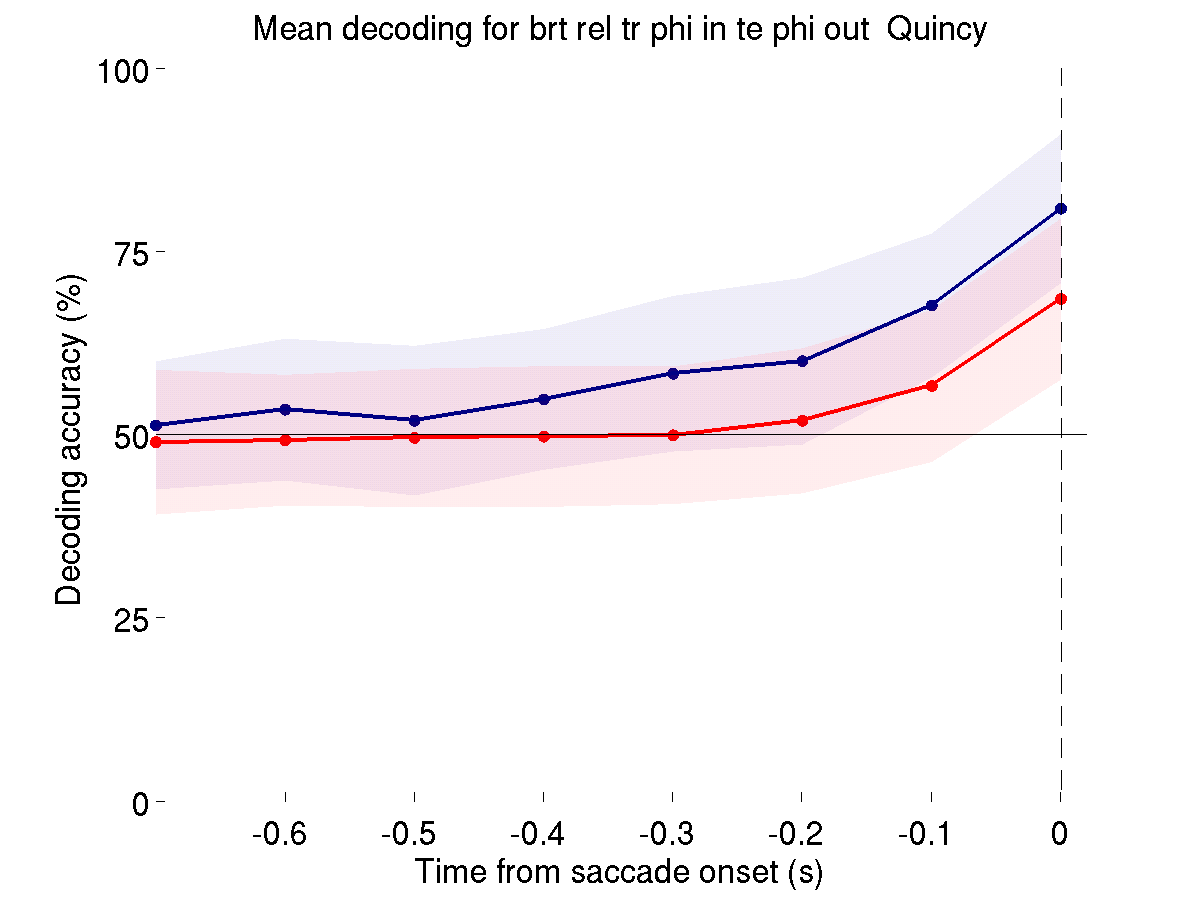 Mean decoding for brt rel tr phi in te phi out  Quincy
100
75
50
25
0
Decoding accuracy (%)
-0.6 -0.5 -0.4 -0.3 -0.2 -0.1 0
Time from saccade onset (s)